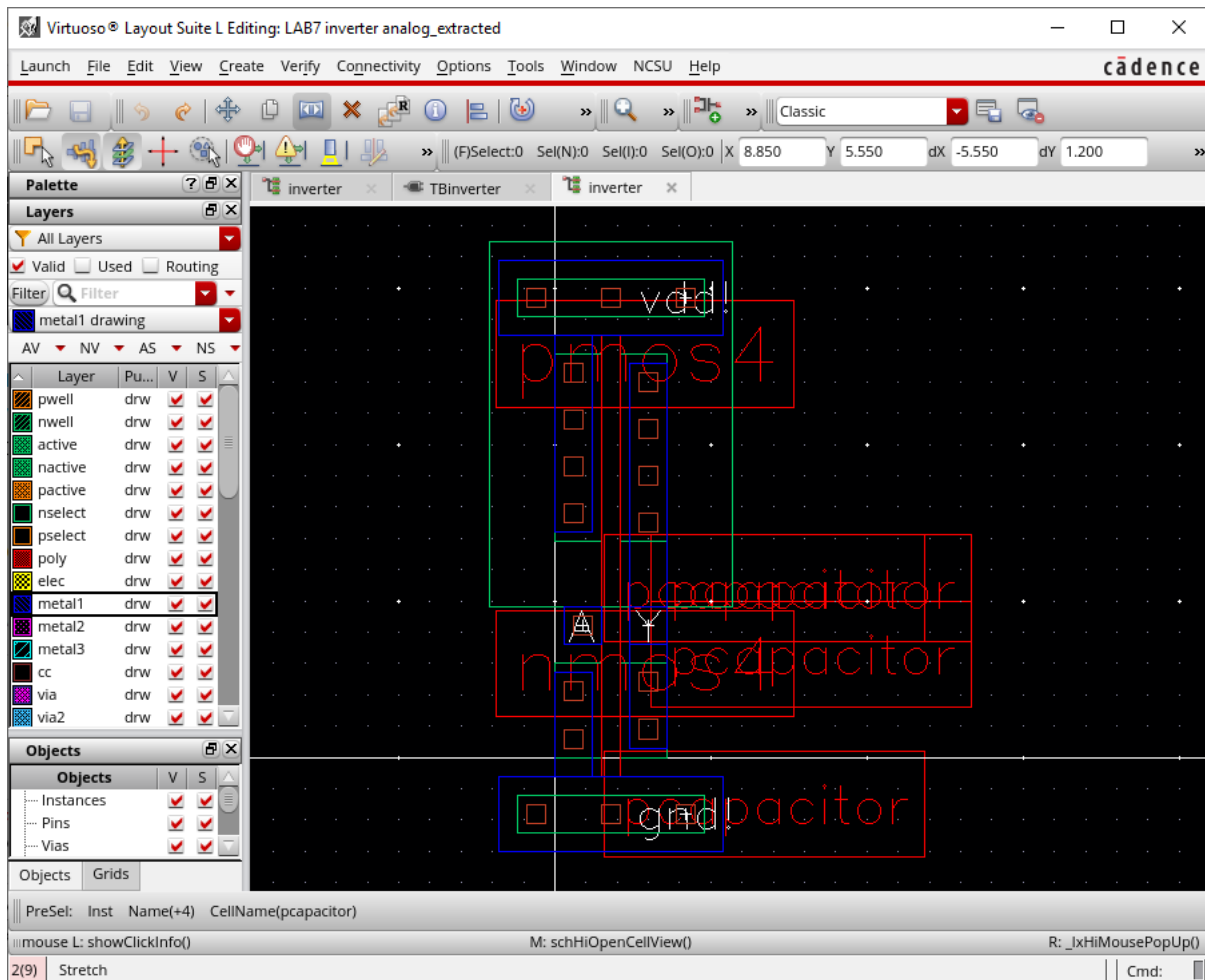 Virtuoso® Layout Suite L Editing: LAB7 inverter analog_extracted
Launch File Edit View Create Verify Connectivity Options Tools Window NCSU Help
cādence
R » » » Classic
» (F)Select:0 Sel(N):0 Sel(I):0 Sel(O):0 X 8.850 Y 5.550 dX -5.550 dY 1.200 »
Palette
inverter TBinverter inverter
Layers
All Layers
Valid Used Routing
Filter Filter
metal1 drawing
AV NV AS NS
Layer Pu... V S
pwell drw
nwell drw
active drw
nactive drw
pactive drw
nselect drw
pselect drw
poly drw
elec drw
metal1 drw
metal2 drw
metal3 drw
cc drw
via drw
via2 drw
vdd!
pmos4
pcapacitor
A Y
nmos4 pcapacitor
pcapacitor
gnd!
Objects
Objects V S
Instances
Pins
Vias
Objects Grids
PreSel: Inst Name(+4) CellName(pcapacitor)
mouse L: showClickInfo() M: schHiOpenCellView() R: _lxHiMousePopUp()
2(9) Stretch Cmd: